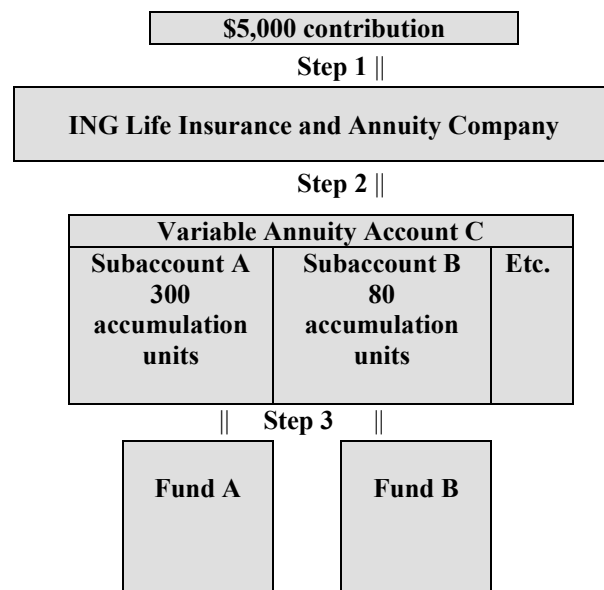 $5,000 contribution
Step 1 ||
ING Life Insurance and Annuity Company
Step 2 ||
Variable Annuity Account C
Subaccount A
300
accumulation
units
Subaccount B
80
accumulation
units
Etc.
|| Step 3 ||
Fund A
Fund B